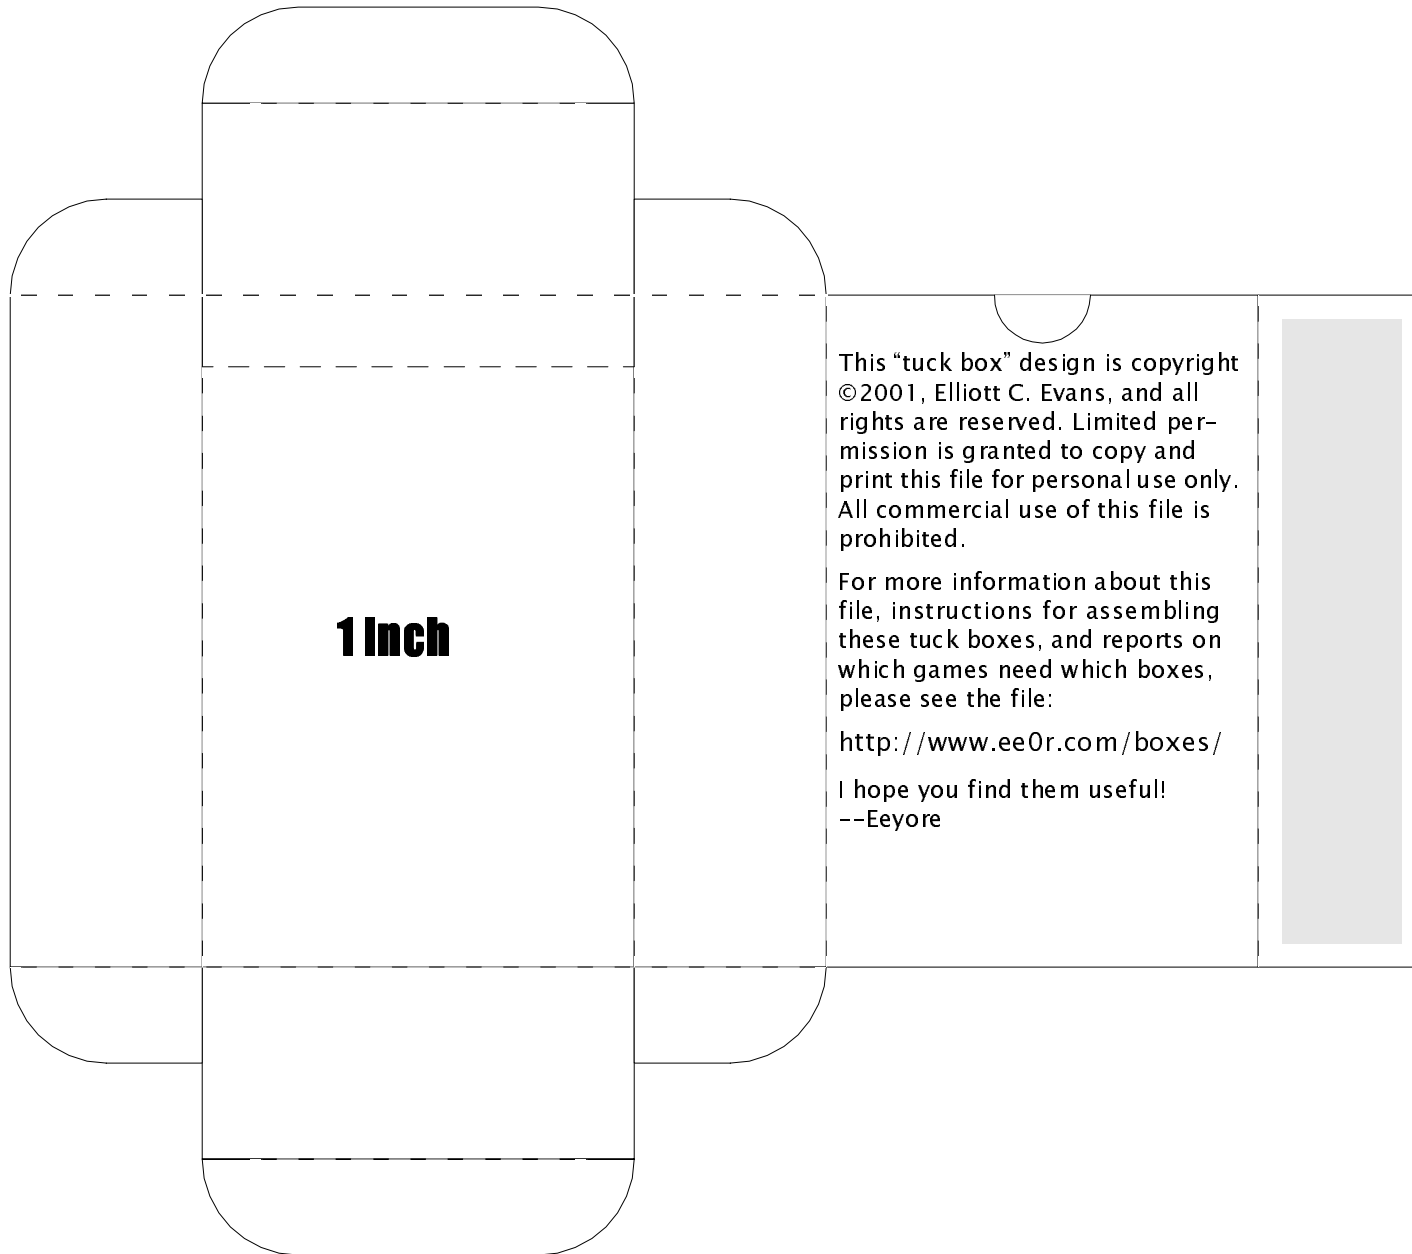 1 Inch
This “tuck box” design is copyright
©2001, Elliott C. Evans, and all
rights are reserved. Limited per-
mission is granted to copy and
print this file for personal use only.
All commercial use of this file is
prohibited.
For more information about this
file, instructions for assembling
these tuck boxes, and reports on
which games need which boxes,
please see the file:
http://www.ee0r.com/boxes/
I hope you find them useful!
--Eeyore